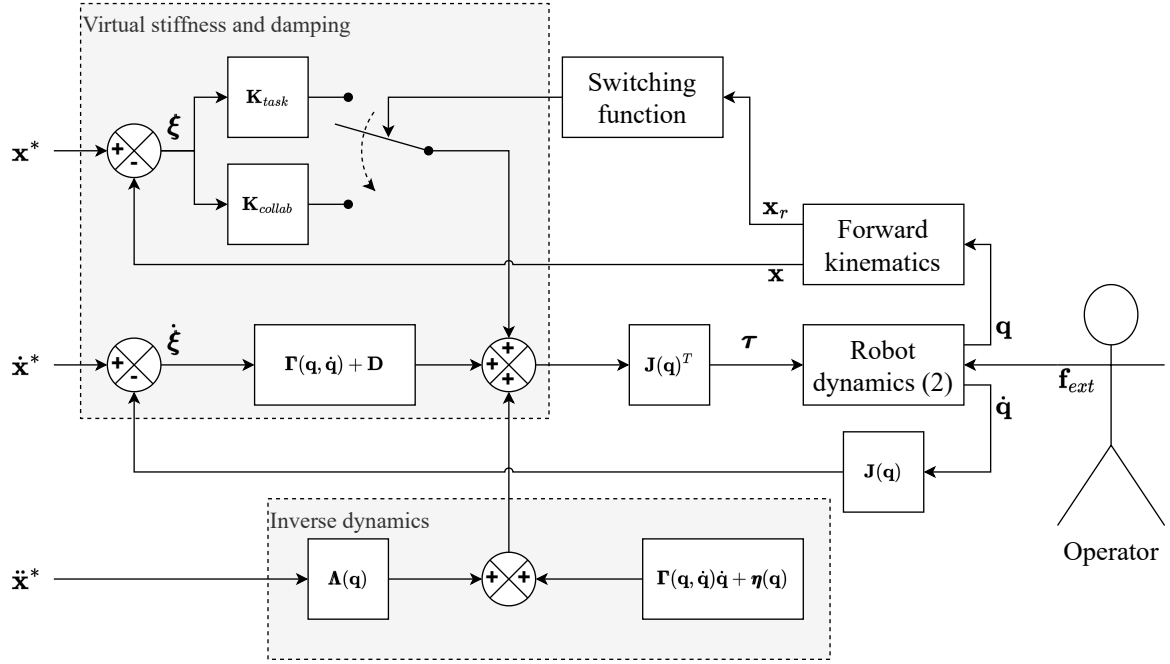 Virtual stiffness and damping
K_task
Switching
function
ξ
x*
+
-
K_collab
x_r
Forward
kinematics
x
q
ẋ*
+
-
ξ̇
Γ(q, q̇) + D
+
+
+
J(q)^T
τ
Robot
dynamics (2)
f_ext
q̇
J(q)
Operator
Inverse dynamics
ẍ*
Λ(q)
+
+
Γ(q, q̇)q̇ + η(q)